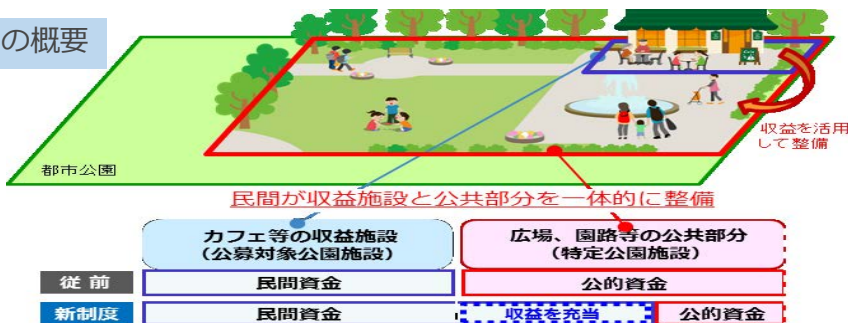 の概要
収益を活用
して整備
都市公園
民間が収益施設と公共部分を一体的に整備
カフェ等の収益施設
(公募対象公園施設)
広場、園路等の公共部分
(特定公園施設)
従前 民間資金 公的資金
新制度 民間資金 収益を充当 公的資金